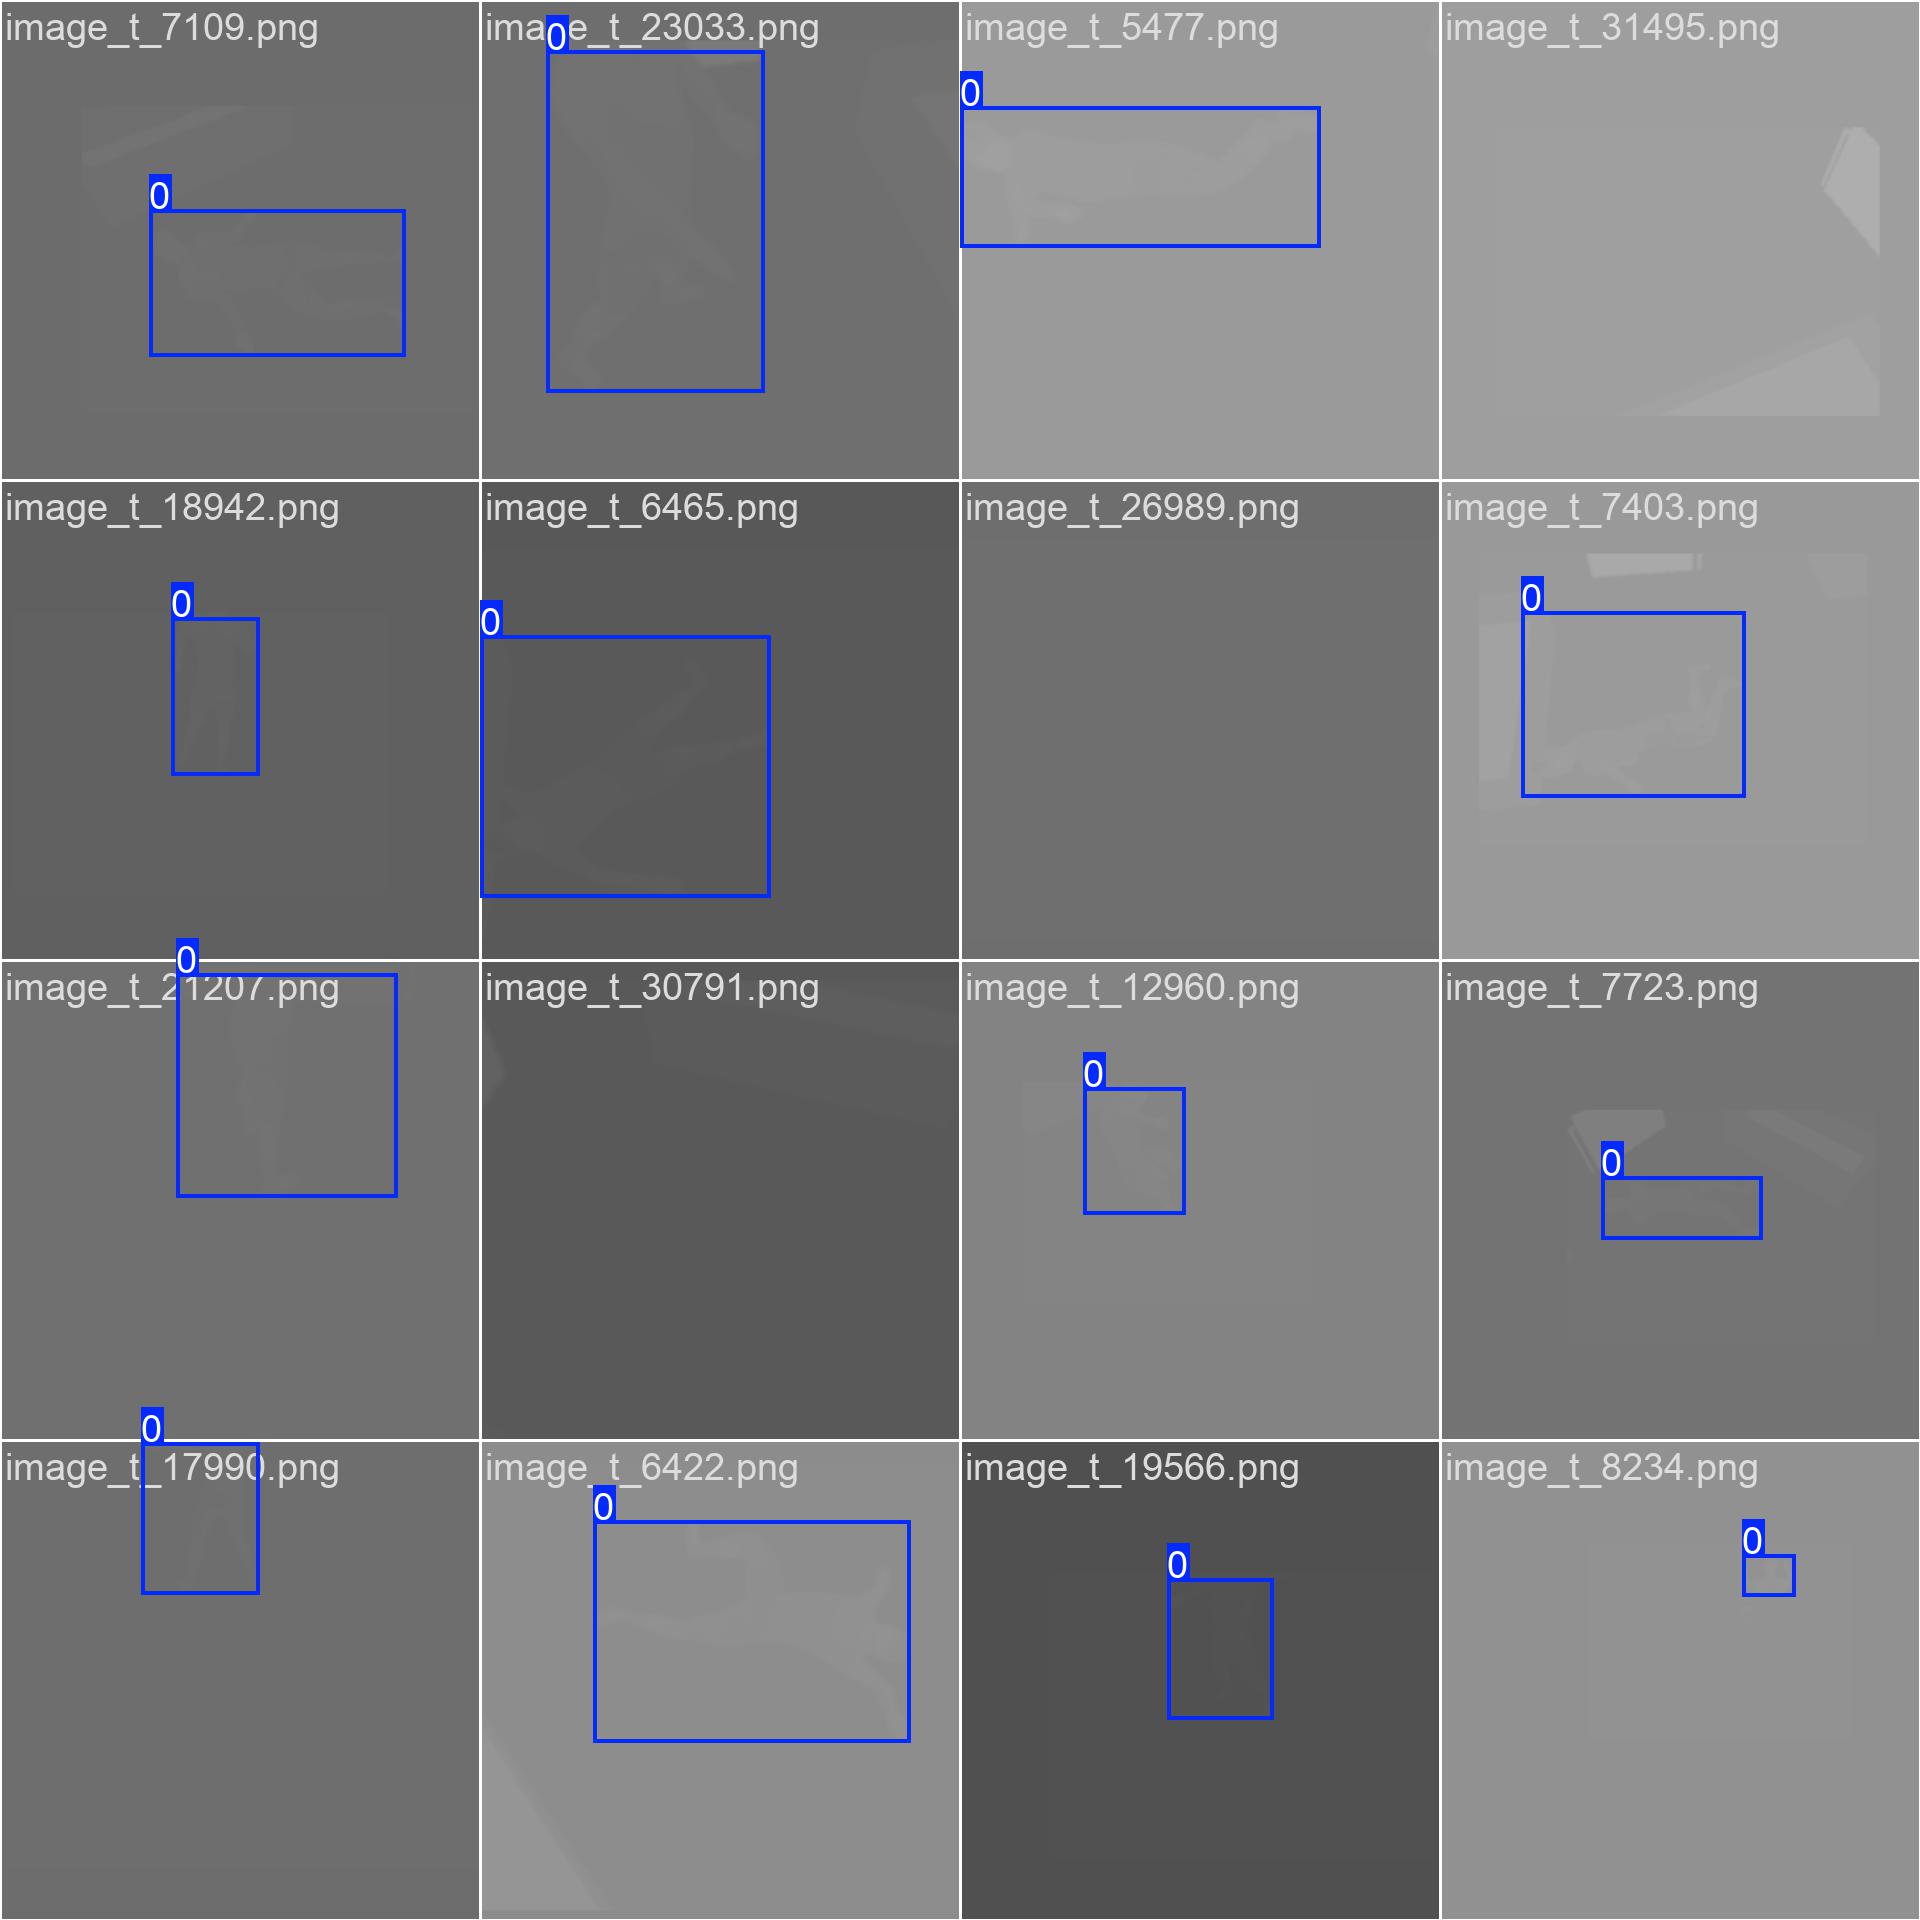 image_t_7109.png
0
image_t_23033.png
0
image_t_5477.png
0
image_t_31495.png
image_t_18942.png
0
image_t_6465.png
0
image_t_26989.png
image_t_7403.png
0
image_t_21207.png
0
image_t_30791.png
image_t_12960.png
0
image_t_7723.png
0
image_t_17990.png
0
image_t_6422.png
0
image_t_19566.png
0
image_t_8234.png
0